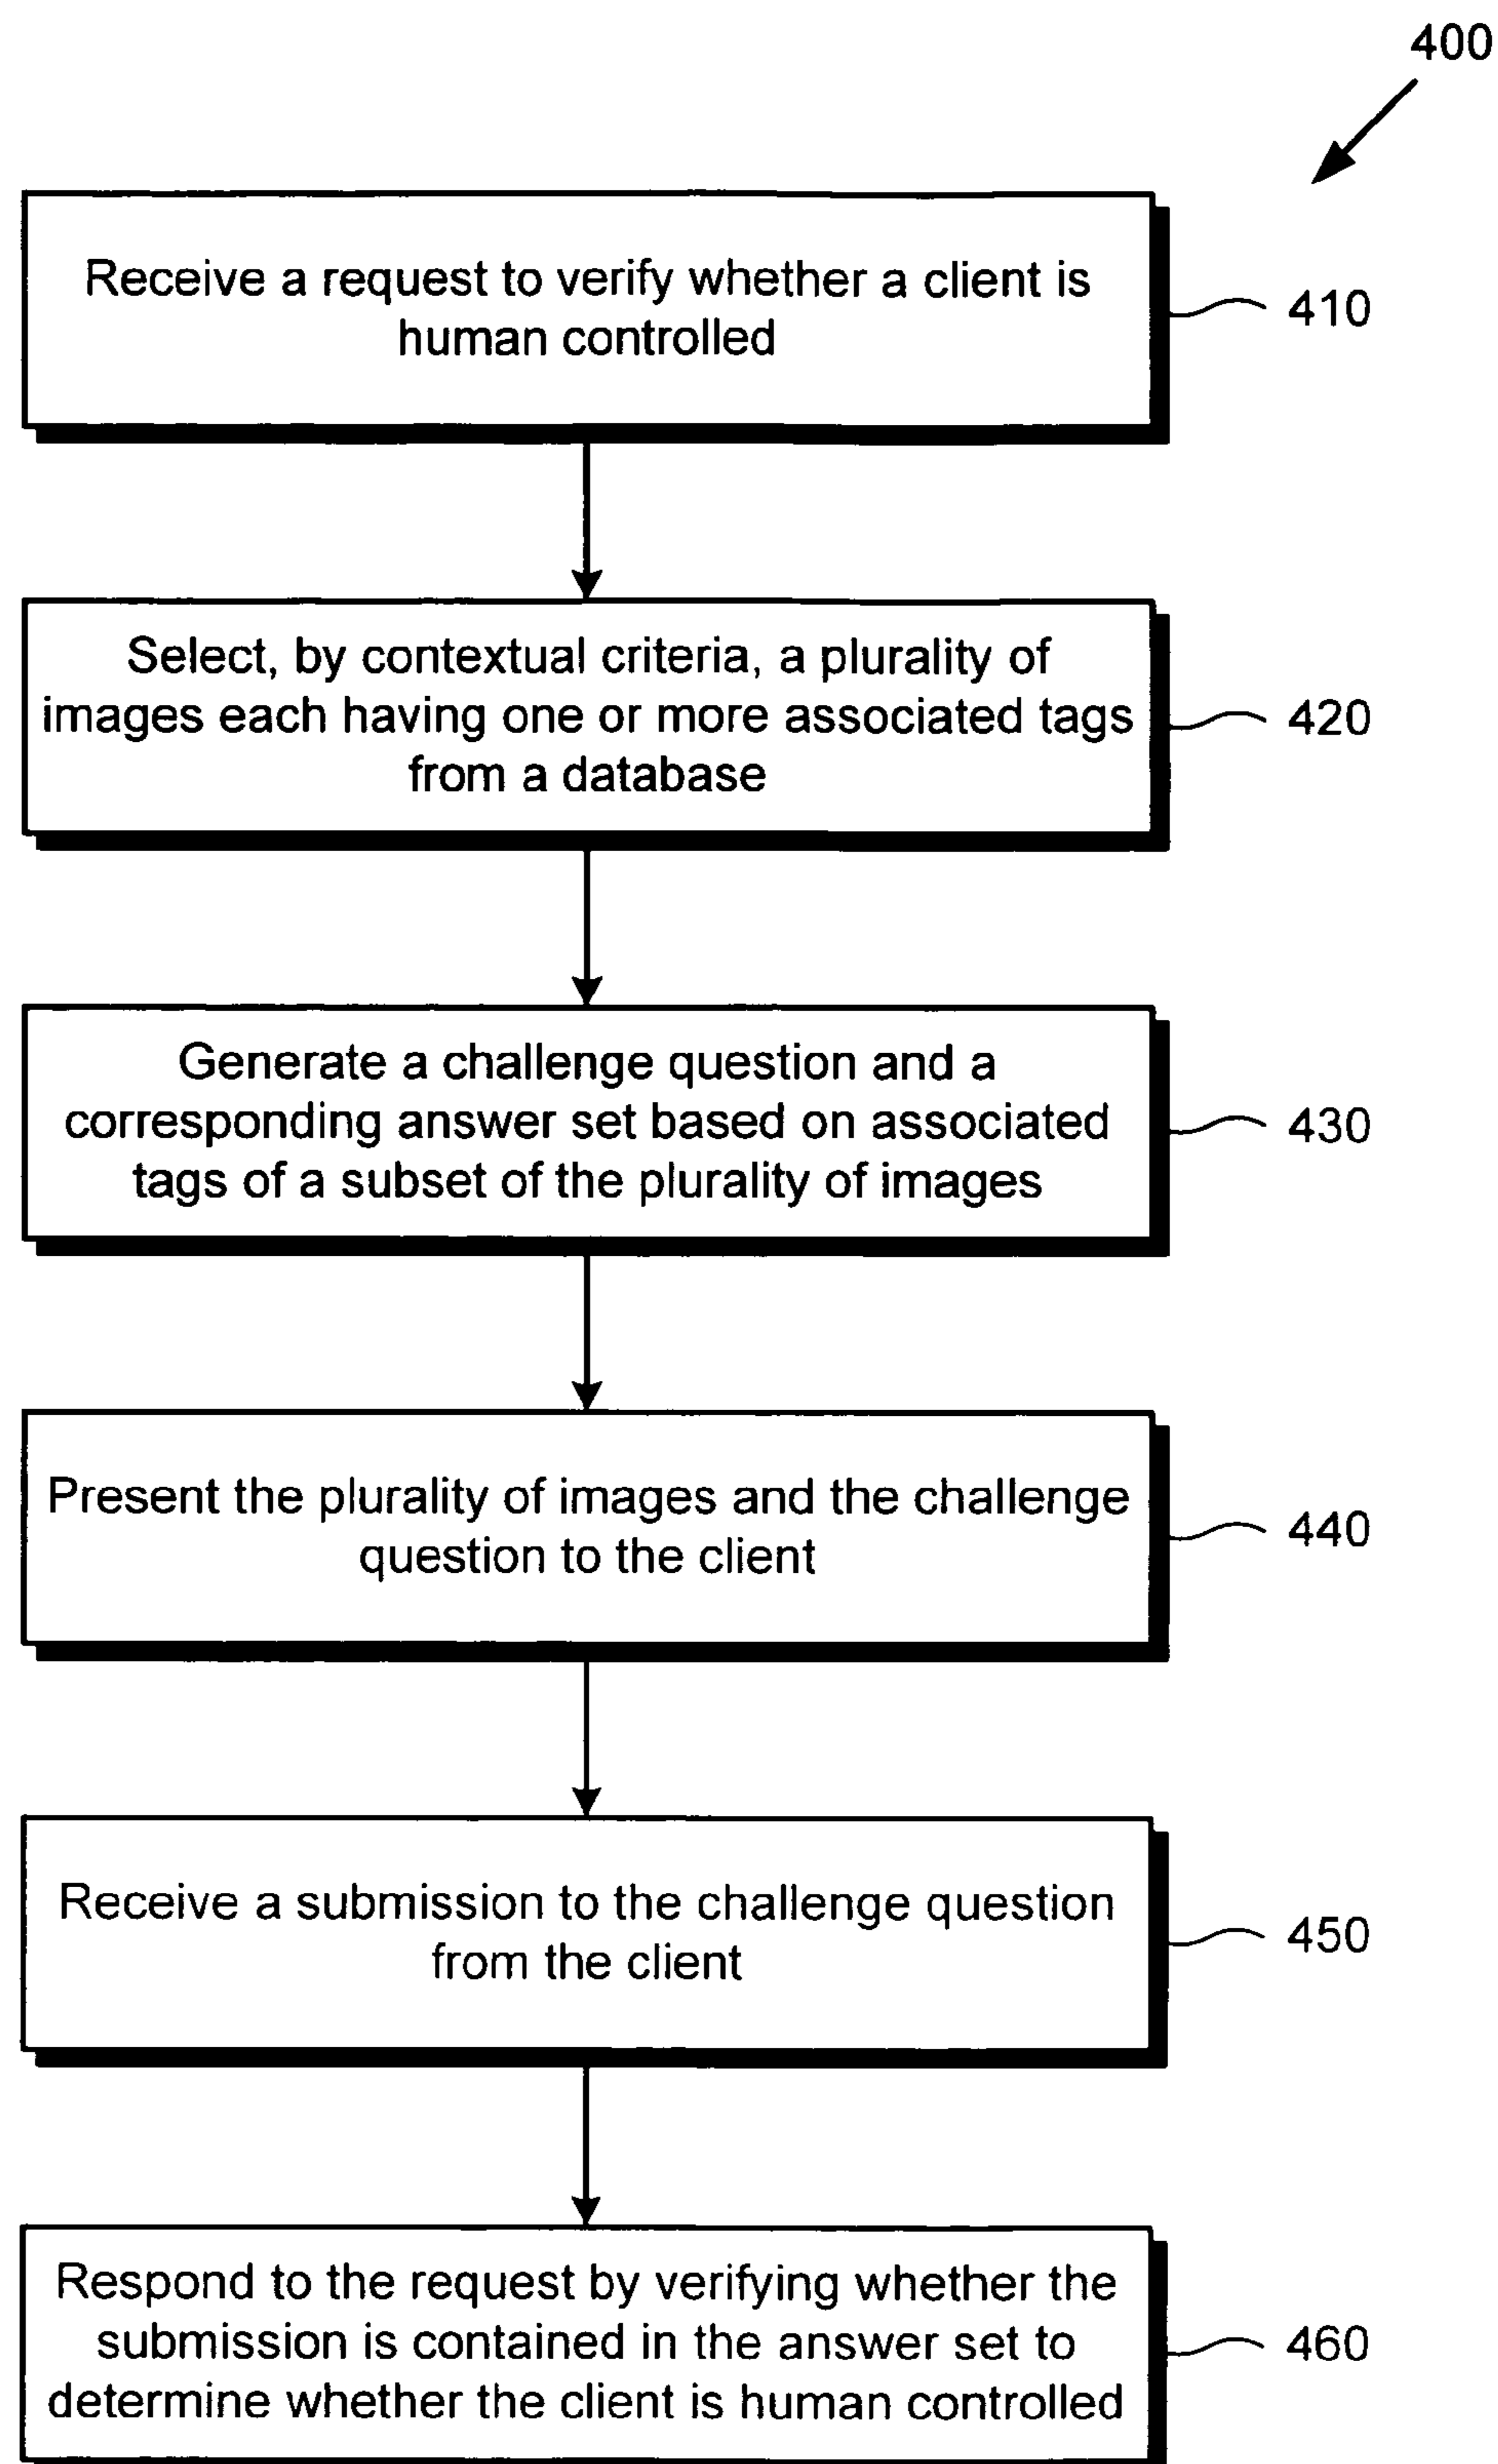 400
Receive a request to verify whether a client is
human controlled
410
Select, by contextual criteria, a plurality of
images each having one or more associated tags
from a database
420
Generate a challenge question and a
corresponding answer set based on associated
tags of a subset of the plurality of images
430
Present the plurality of images and the challenge
question to the client
440
Receive a submission to the challenge question
from the client
450
Respond to the request by verifying whether the
submission is contained in the answer set to
determine whether the client is human controlled
460